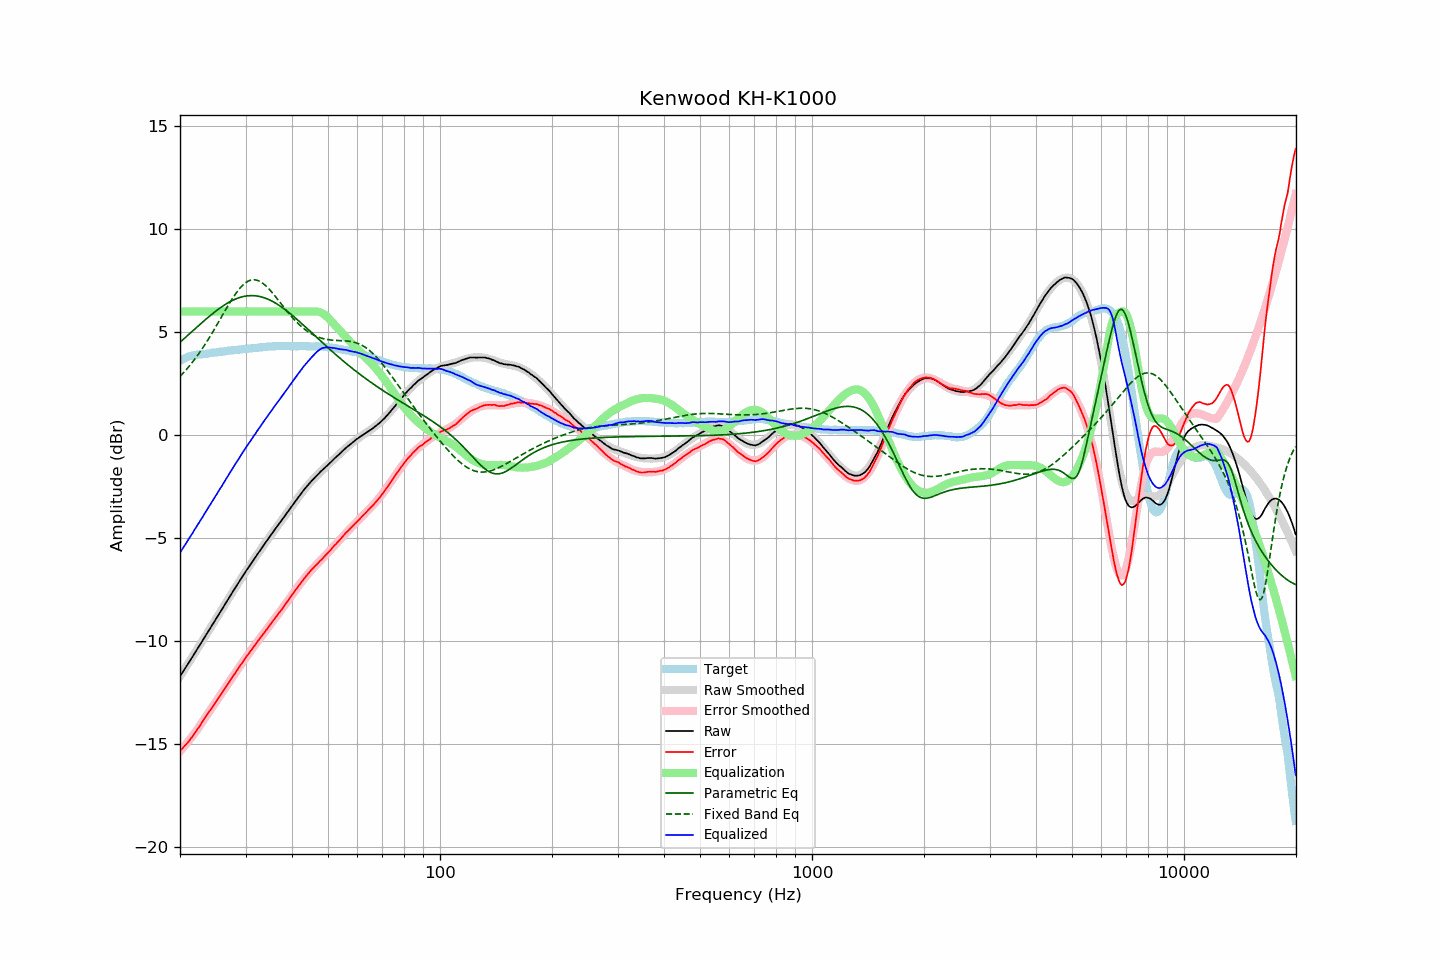 Kenwood KH-K1000
15
10
5
0
−5
−10
−15
−20
Amplitude (dBr)
Target
Raw Smoothed
Error Smoothed
Raw
Error
Equalization
Parametric Eq
Fixed Band Eq
Equalized
100
1000
10000
Frequency (Hz)